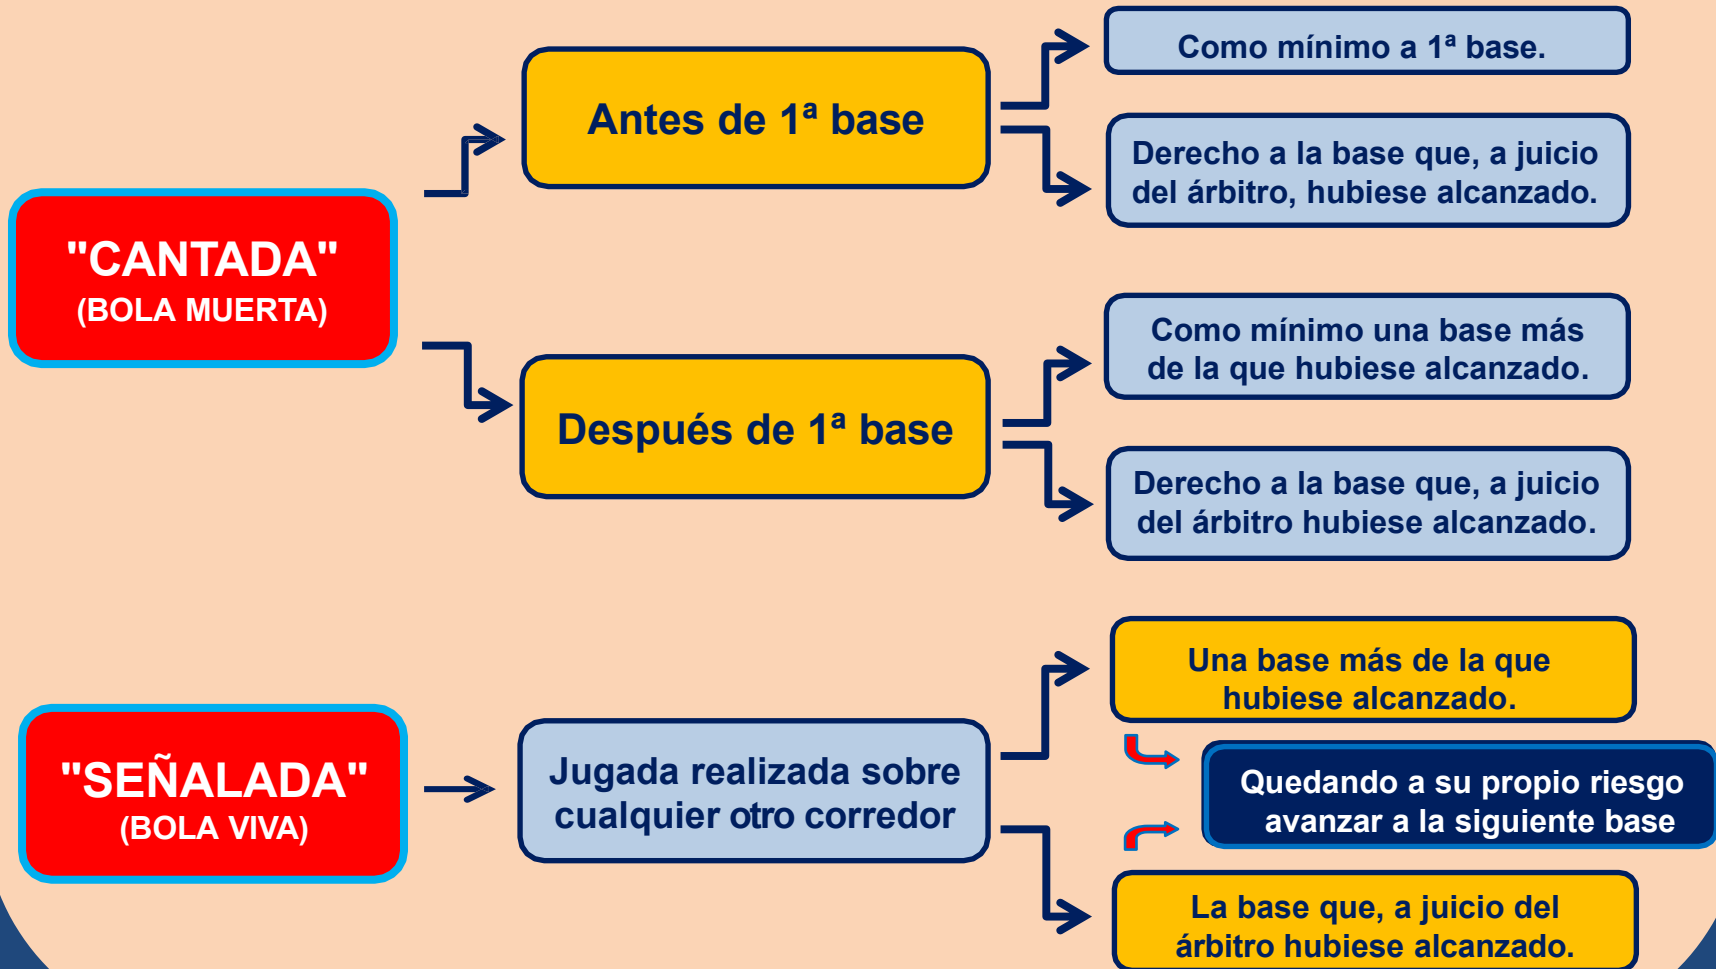 Como mínimo a 1ª base.
Antes de 1ª base
Derecho a la base que, a juicio
del árbitro, hubiese alcanzado.
"CANTADA"
(BOLA MUERTA)
Como mínimo una base más
de la que hubiese alcanzado.
Después de 1ª base
Derecho a la base que, a juicio
del árbitro hubiese alcanzado.
Una base más de la que
hubiese alcanzado.
"SEÑALADA"
(BOLA VIVA)
Jugada realizada sobre
cualquier otro corredor
Quedando a su propio riesgo
avanzar a la siguiente base
La base que, a juicio del
árbitro hubiese alcanzado.